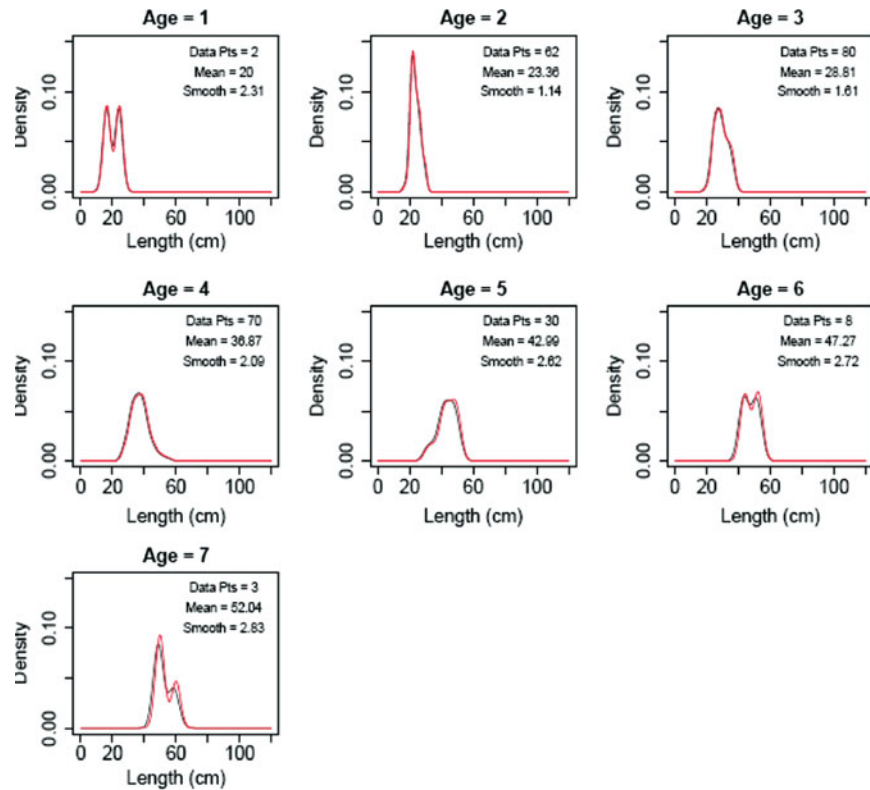 Age = 1
Data Pts = 2
Mean = 20
Smooth = 2.31
Density
0.00 0.10
0 20 60 100
Length (cm)
Age = 2
Data Pts = 62
Mean = 23.36
Smooth = 1.14
Density
0.00 0.10
0 20 60 100
Length (cm)
Age = 3
Data Pts = 80
Mean = 28.81
Smooth = 1.61
Density
0.00 0.10
0 20 60 100
Length (cm)
Age = 4
Data Pts = 70
Mean = 36.87
Smooth = 2.09
Density
0.00 0.10
0 20 60 100
Length (cm)
Age = 5
Data Pts = 30
Mean = 42.99
Smooth = 2.62
Density
0.00 0.10
0 20 60 100
Length (cm)
Age = 6
Data Pts = 8
Mean = 47.27
Smooth = 2.72
Density
0.00 0.10
0 20 60 100
Length (cm)
Age = 7
Data Pts = 3
Mean = 52.04
Smooth = 2.83
Density
0.00 0.10
0 20 60 100
Length (cm)